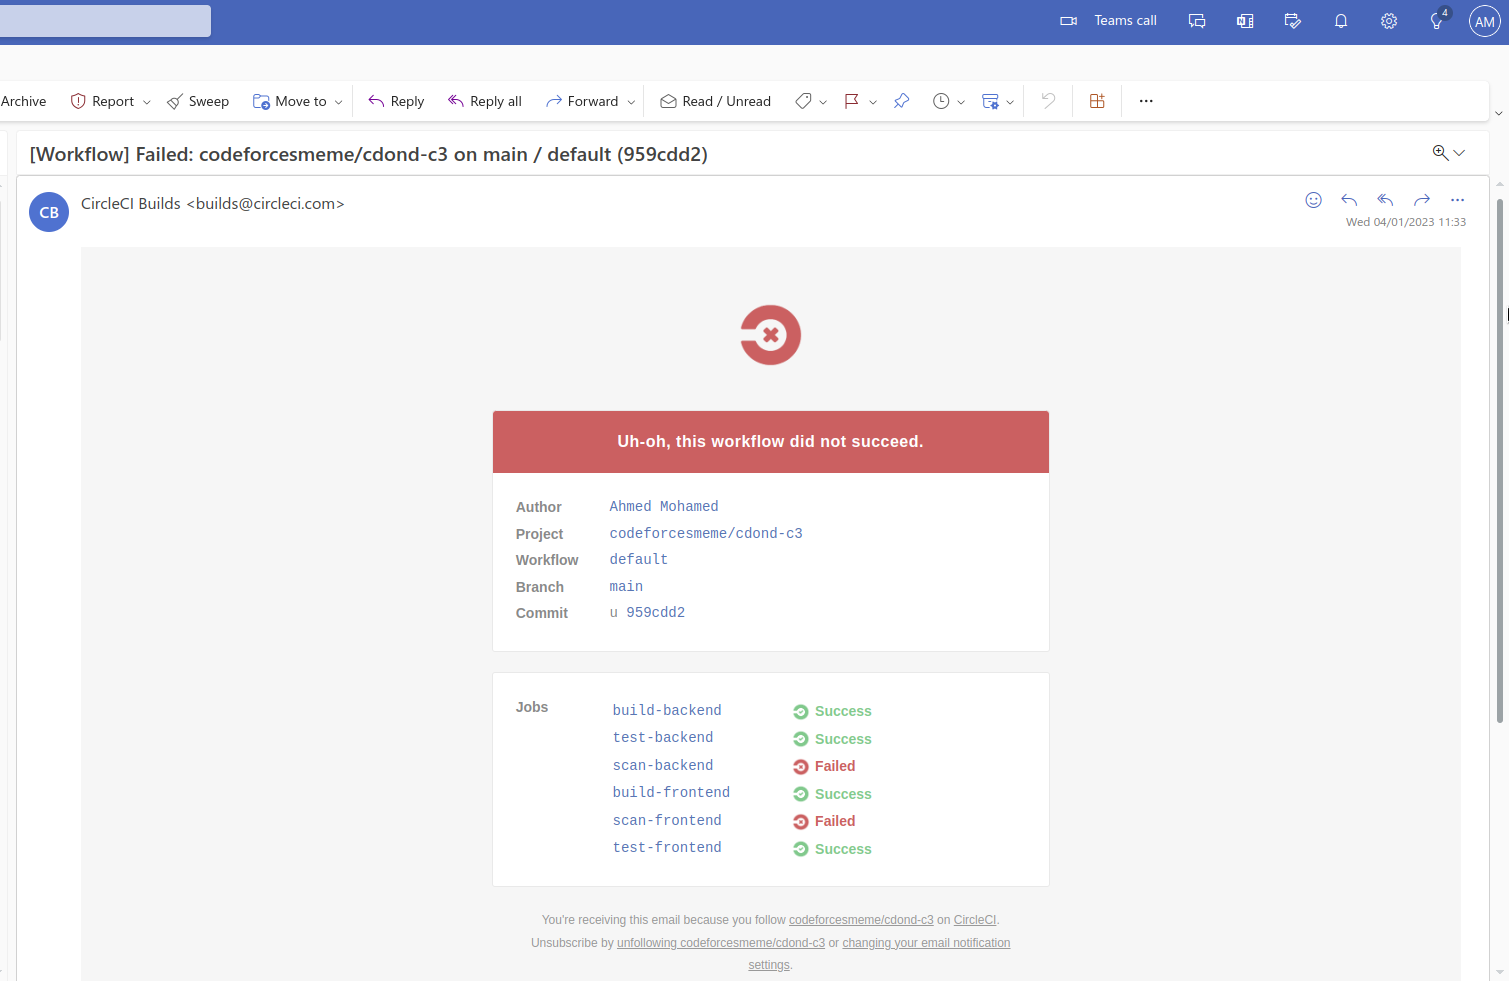 Teams call
4
AM
Archive Report Sweep Move to Reply Reply all Forward Read / Unread
[Workflow] Failed: codeforcesmeme/cdond-c3 on main / default (959cdd2)
CB
CircleCI Builds <builds@circleci.com>
Wed 04/01/2023 11:33
Uh-oh, this workflow did not succeed.
Author Ahmed Mohamed
Project codeforcesmeme/cdond-c3
Workflow default
Branch main
Commit u 959cdd2
Jobs build-backend Success
test-backend Success
scan-backend Failed
build-frontend Success
scan-frontend Failed
test-frontend Success
You're receiving this email because you follow codeforcesmeme/cdond-c3 on CircleCI.
Unsubscribe by unfollowing codeforcesmeme/cdond-c3 or changing your email notification
settings.